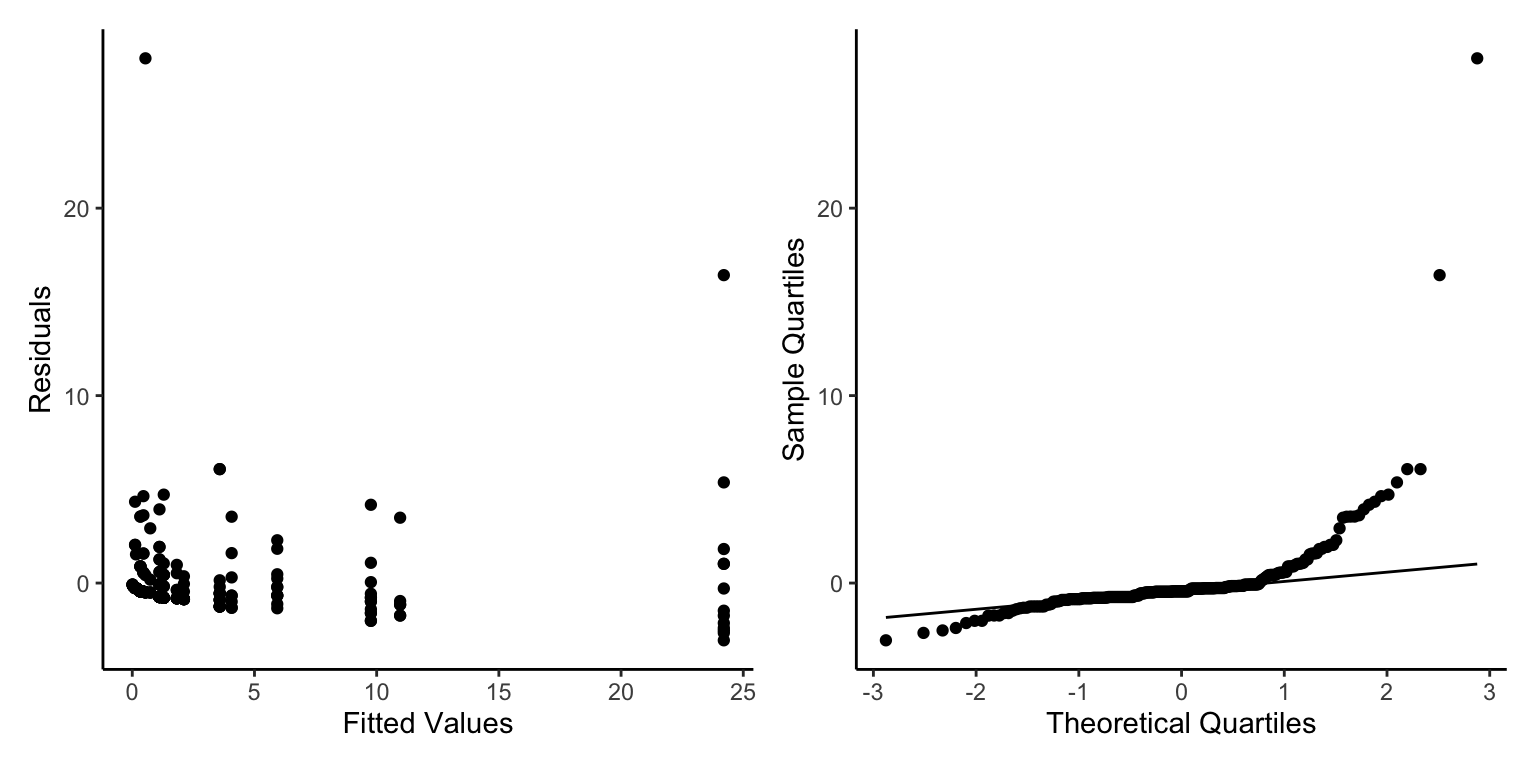 Residuals
20
10
0
0 5 10 15 20 25
Fitted Values
Sample Quartiles
20
10
0
-3 -2 -1 0 1 2 3
Theoretical Quartiles